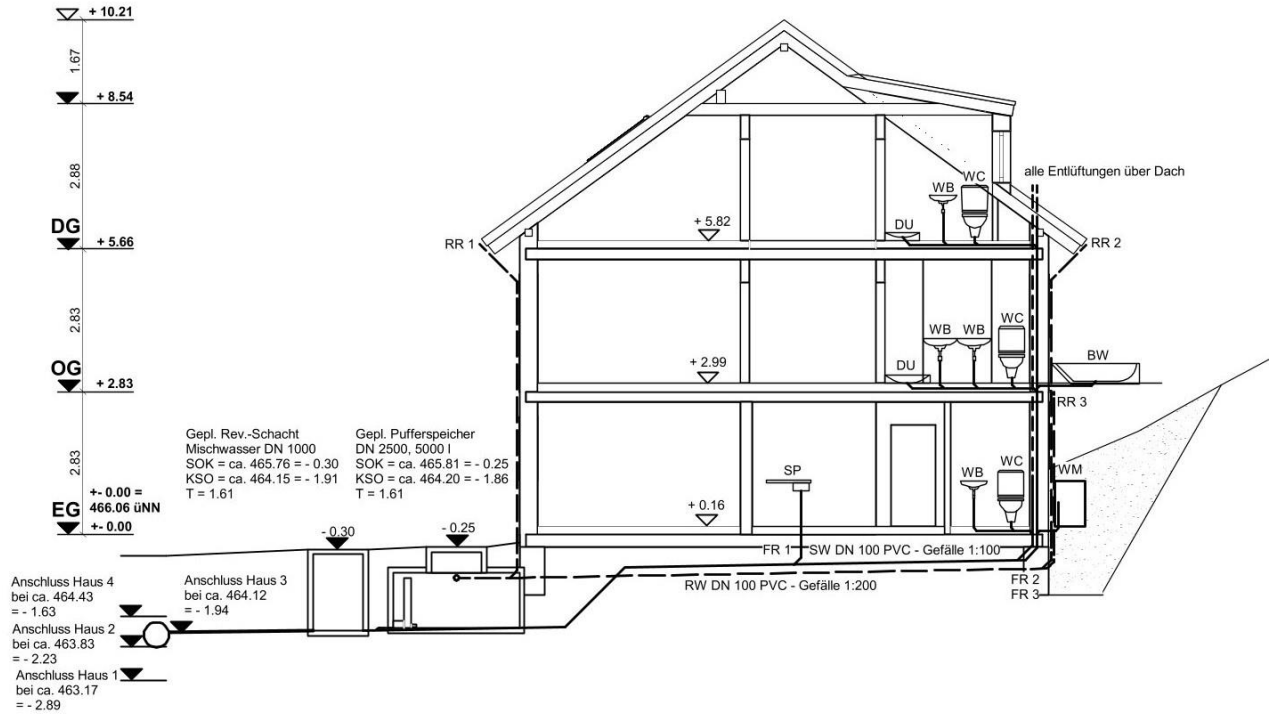 + 10.21
1.67
+ 8.54
2.88
DG
+ 5.66
2.83
OG
+ 2.83
2.83
EG
+- 0.00 =
466.06 üNN
+- 0.00
Gepl. Rev.-Schacht
Mischwasser DN 1000
SOK = ca. 465.76 = - 0.30
KSO = ca. 464.15 = - 1.91
T = 1.61
Gepl. Pufferspeicher
DN 2500, 5000 l
SOK = ca. 465.81 = - 0.25
KSO = ca. 464.20 = - 1.86
T = 1.61
- 0.30
- 0.25
Anschluss Haus 4
bei ca. 464.43
= - 1.63
Anschluss Haus 3
bei ca. 464.12
= - 1.94
Anschluss Haus 2
bei ca. 463.83
= - 2.23
Anschluss Haus 1
bei ca. 463.17
= - 2.89
alle Entlüftungen über Dach
WC
WB
DU
+ 5.82
RR 1
RR 2
WC
WB
WB
DU
+ 2.99
BW
RR 3
SP
WB
WC
WM
+ 0.16
FR 1
SW DN 100 PVC - Gefälle 1:100
RW DN 100 PVC - Gefälle 1:200
FR 2
FR 3